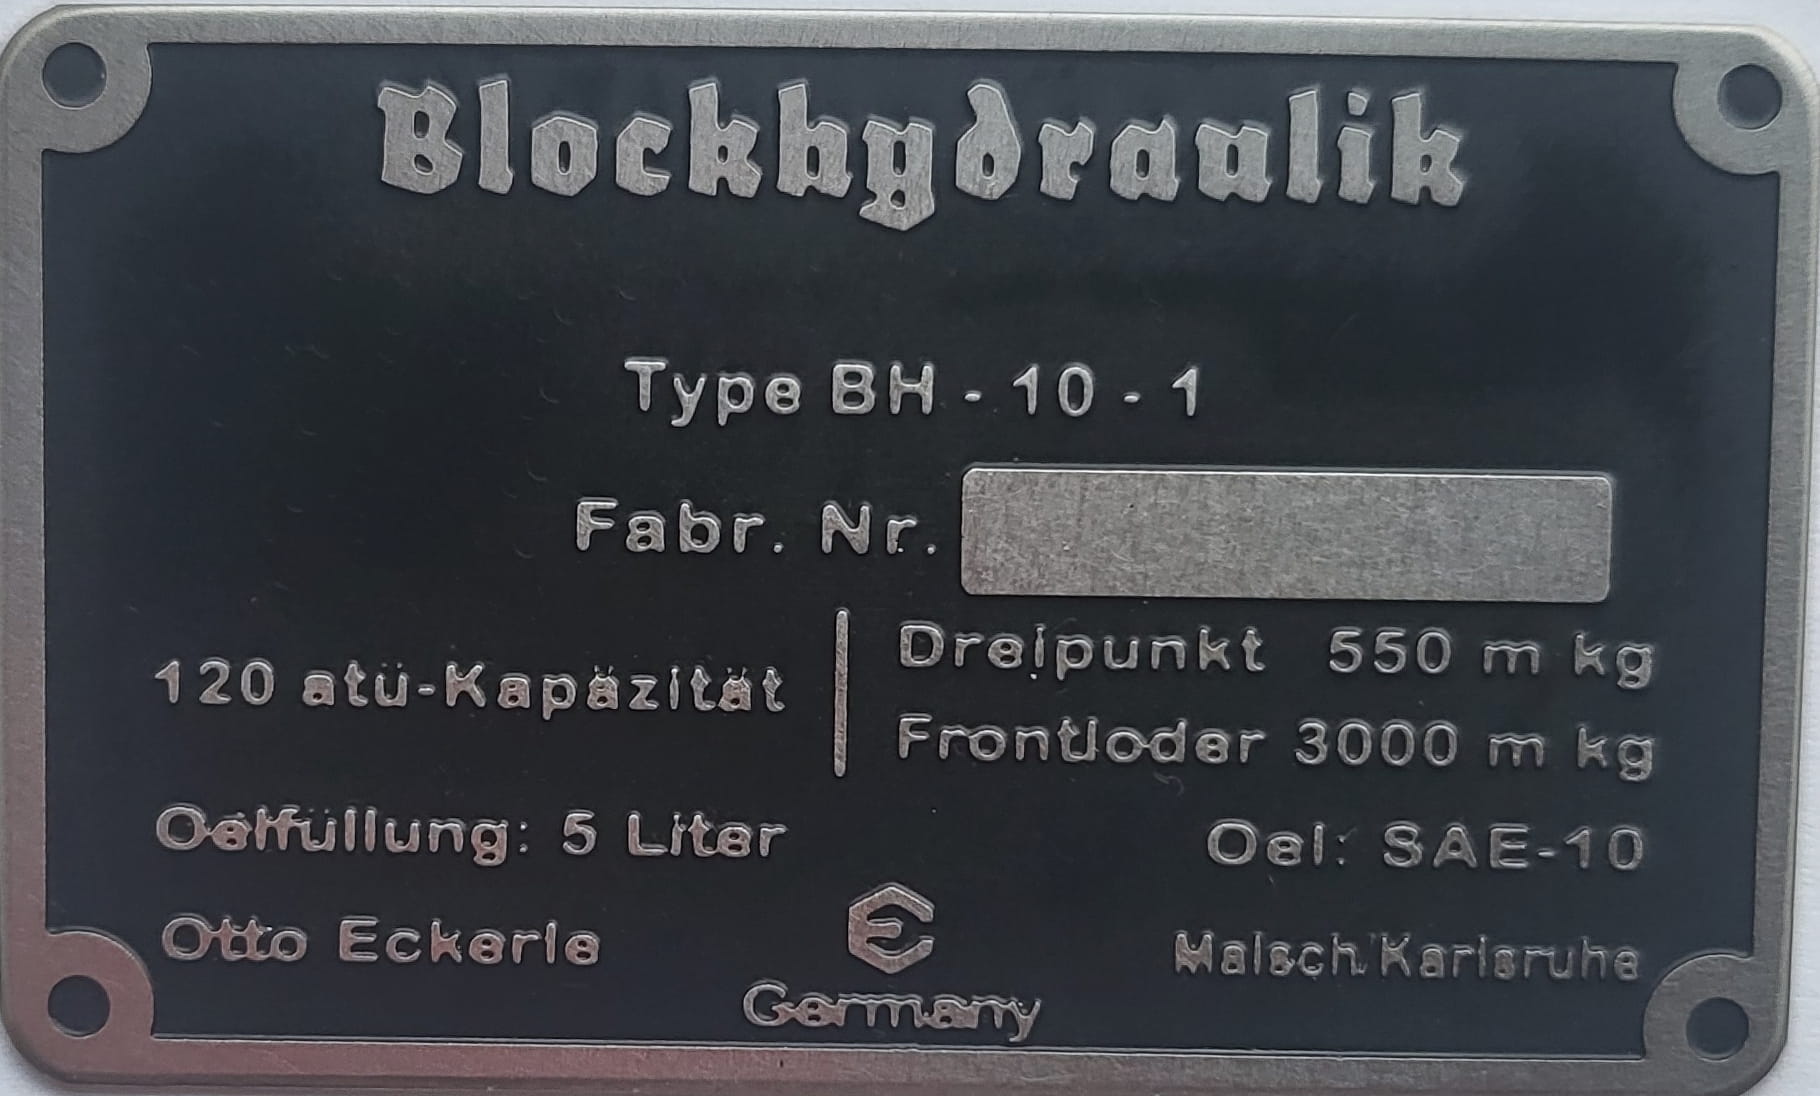 Blockhydraulik
Type BH - 10 - 1
Fabr. Nr.
120 atü-Kapäzität
Dreipunkt 550 m kg
Frontloder 3000 m kg
Oelfüllung: 5 Liter
Oel: SAE-10
Otto Eckerle
E
Germany
Malsch/Karlsruhe